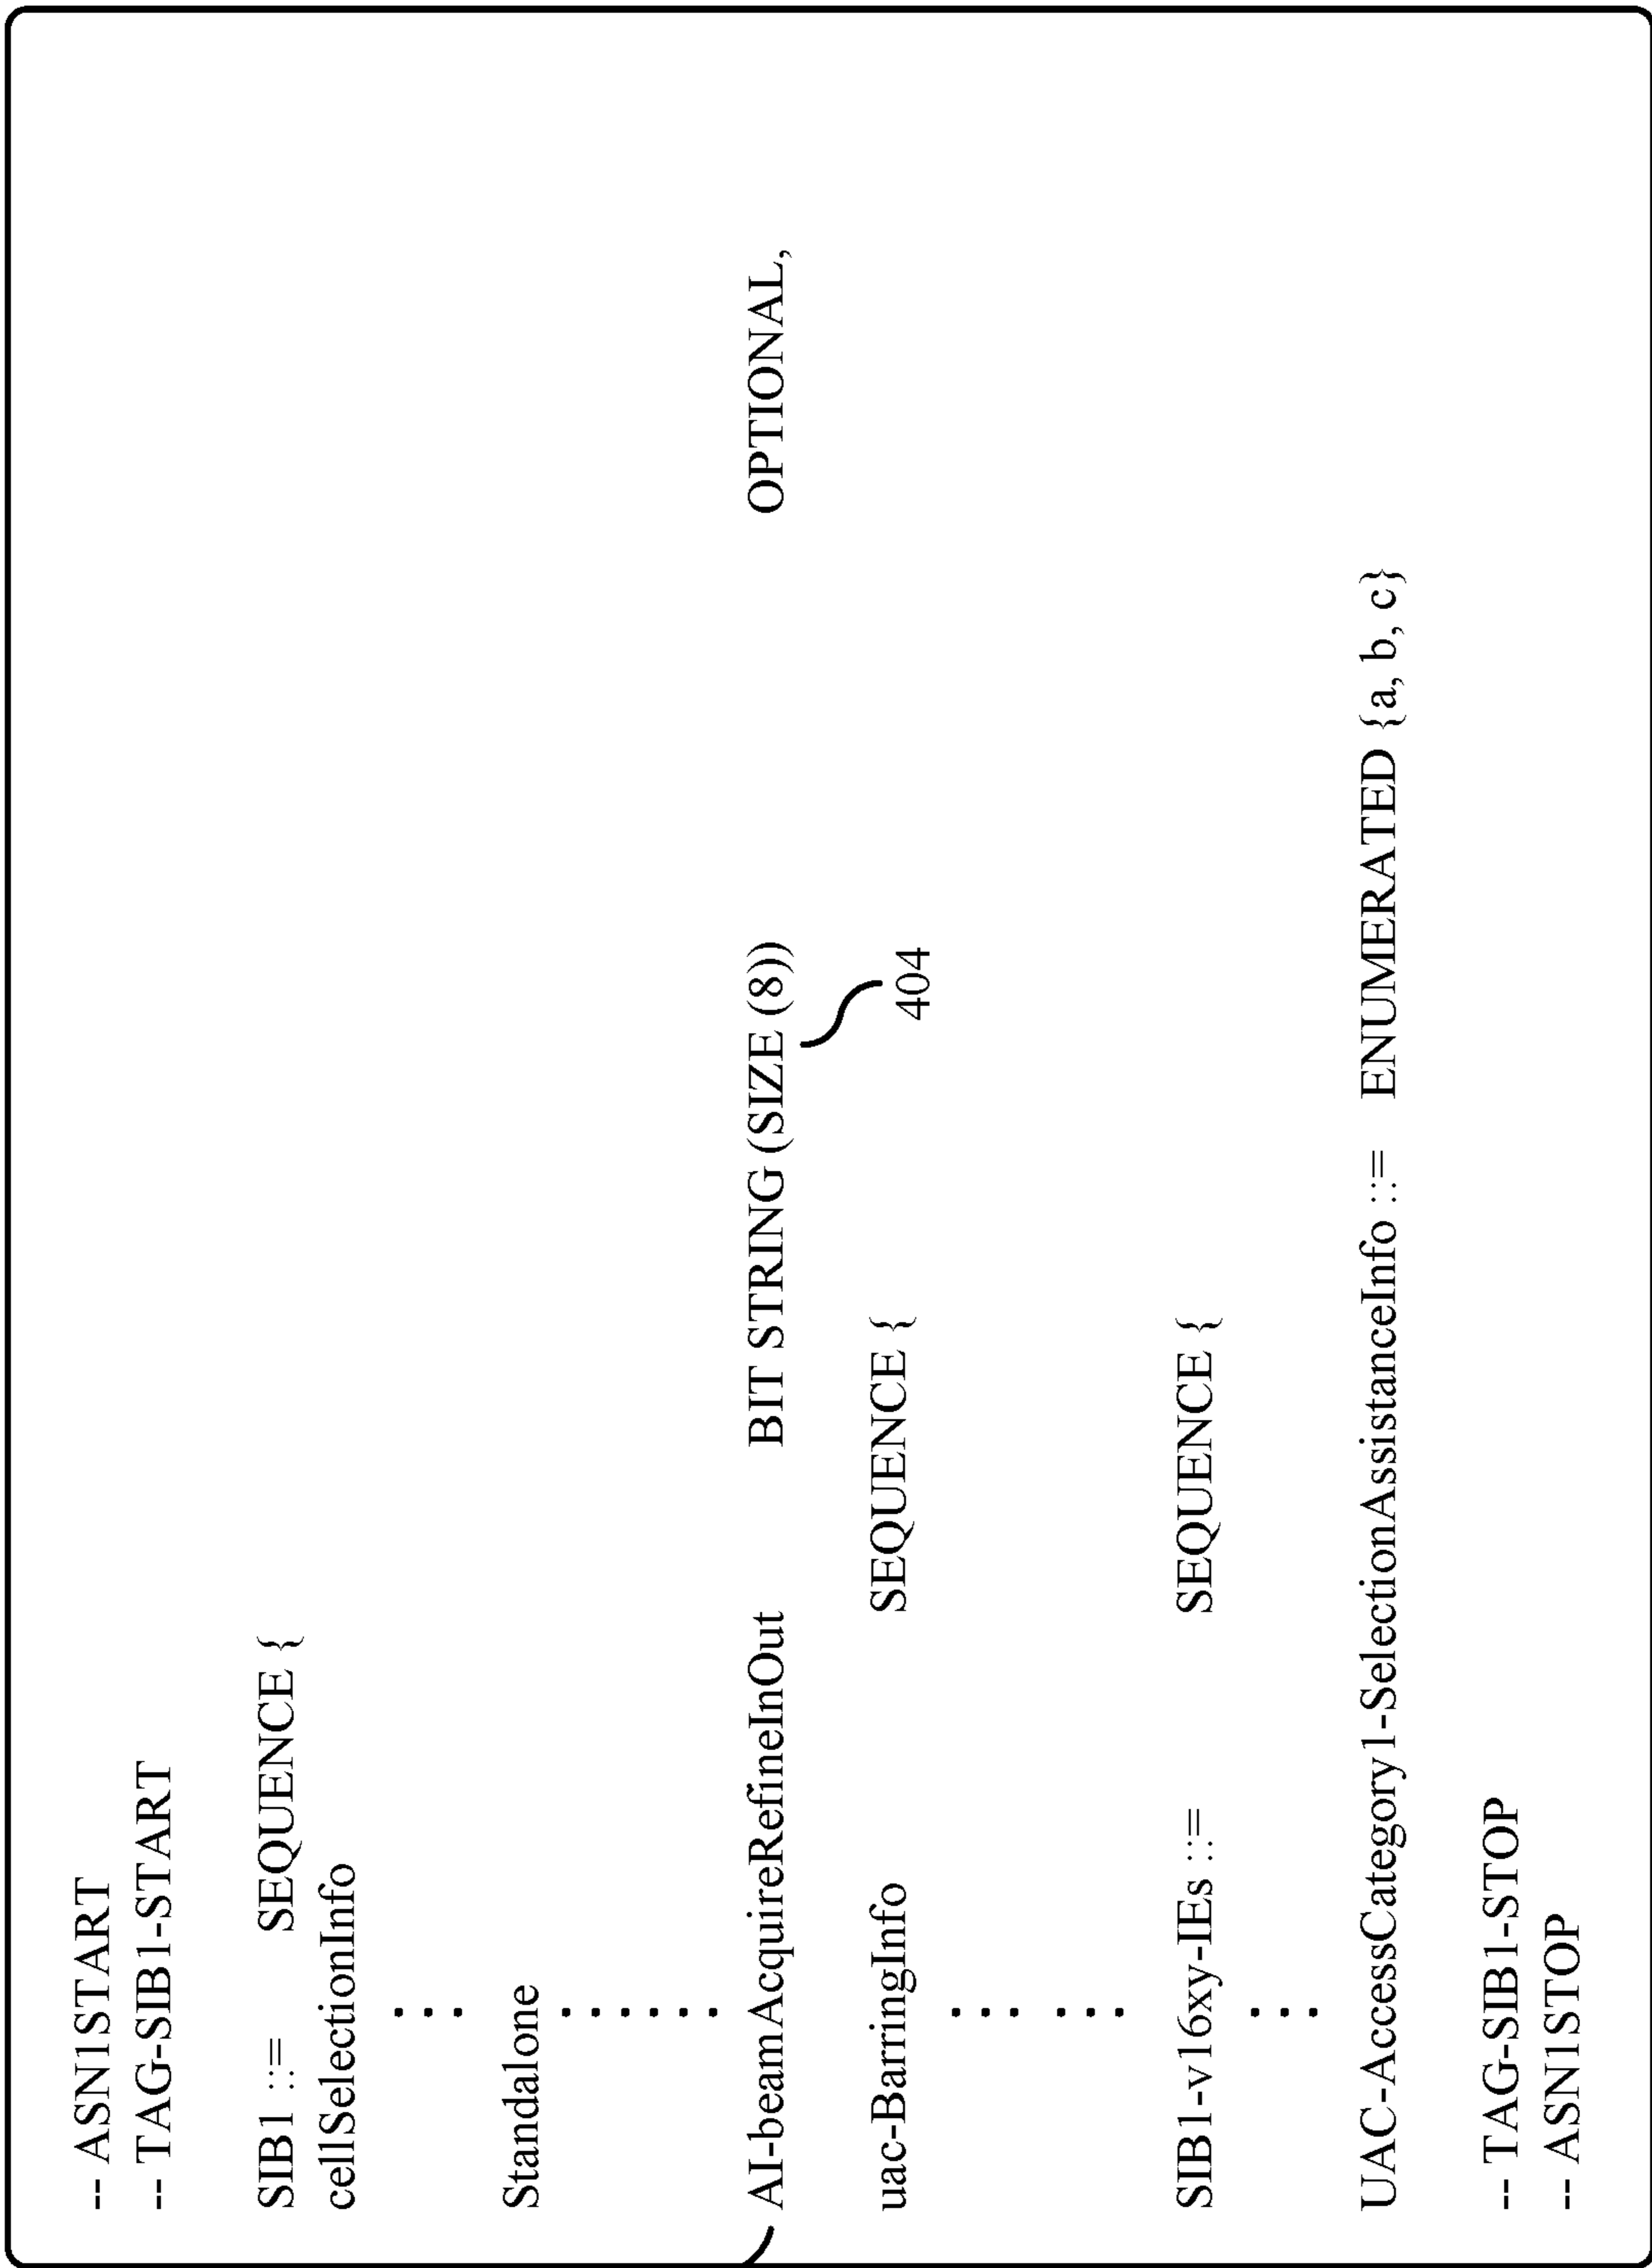 -- ASN1START
-- TAG-SIB1-START
SIB1 ::= SEQUENCE {
cellSelectionInfo
...
Standalone
......
AI-beamAcquireRefineInOut BIT STRING (SIZE (8)) OPTIONAL,
404
uac-BarringInfo SEQUENCE {
... ...
SIB1-v16xy-IEs ::= SEQUENCE {
...
UAC-AccessCategory1-SelectionAssistanceInfo ::= ENUMERATED {a, b, c}
-- TAG-SIB1-STOP
-- ASN1STOP